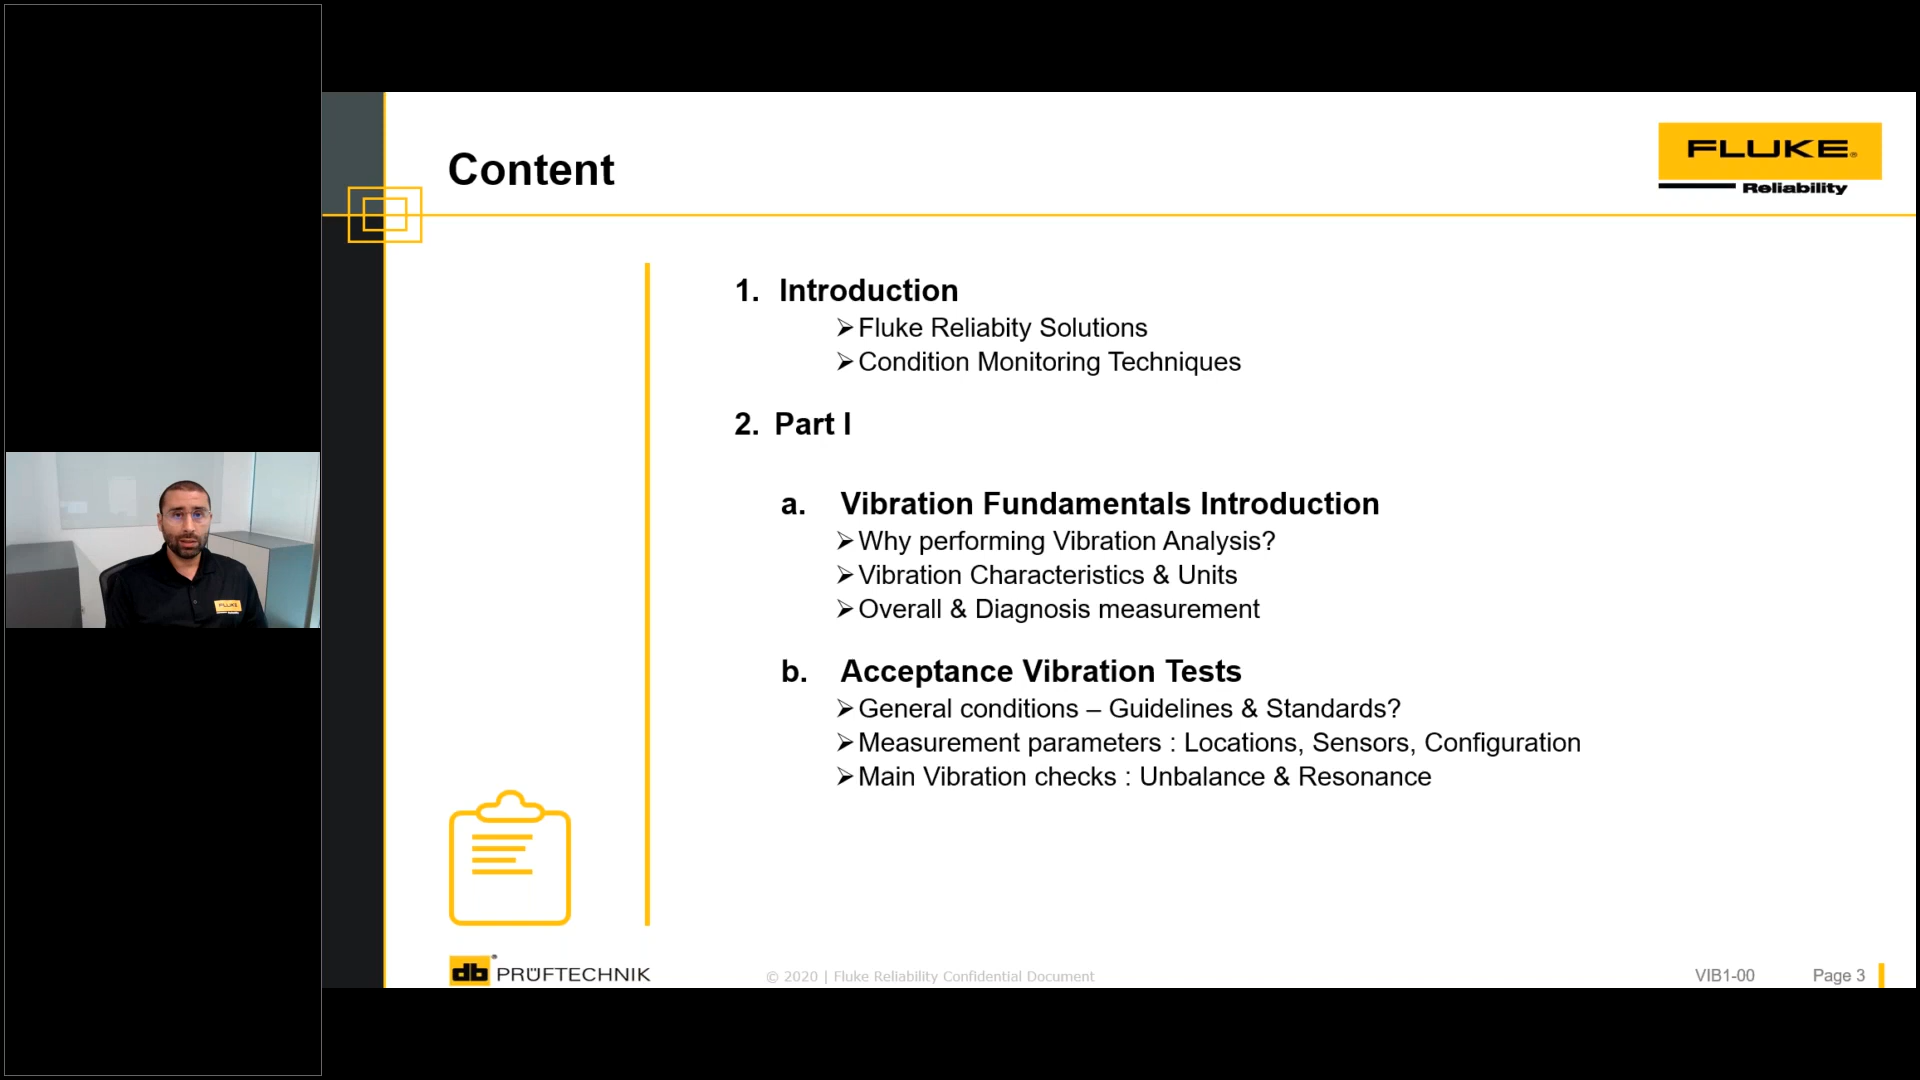 Content
FLUKE®
Reliability
1. Introduction
➢Fluke Reliabity Solutions
➢Condition Monitoring Techniques
2. Part I
a. Vibration Fundamentals Introduction
➢Why performing Vibration Analysis?
➢Vibration Characteristics & Units
➢Overall & Diagnosis measurement
b. Acceptance Vibration Tests
➢General conditions – Guidelines & Standards?
➢Measurement parameters : Locations, Sensors, Configuration
➢Main Vibration checks : Unbalance & Resonance
FLUKE
db PRÜFTECHNIK
© 2020 | Fluke Reliability Confidential Document
VIB1-00
Page 3